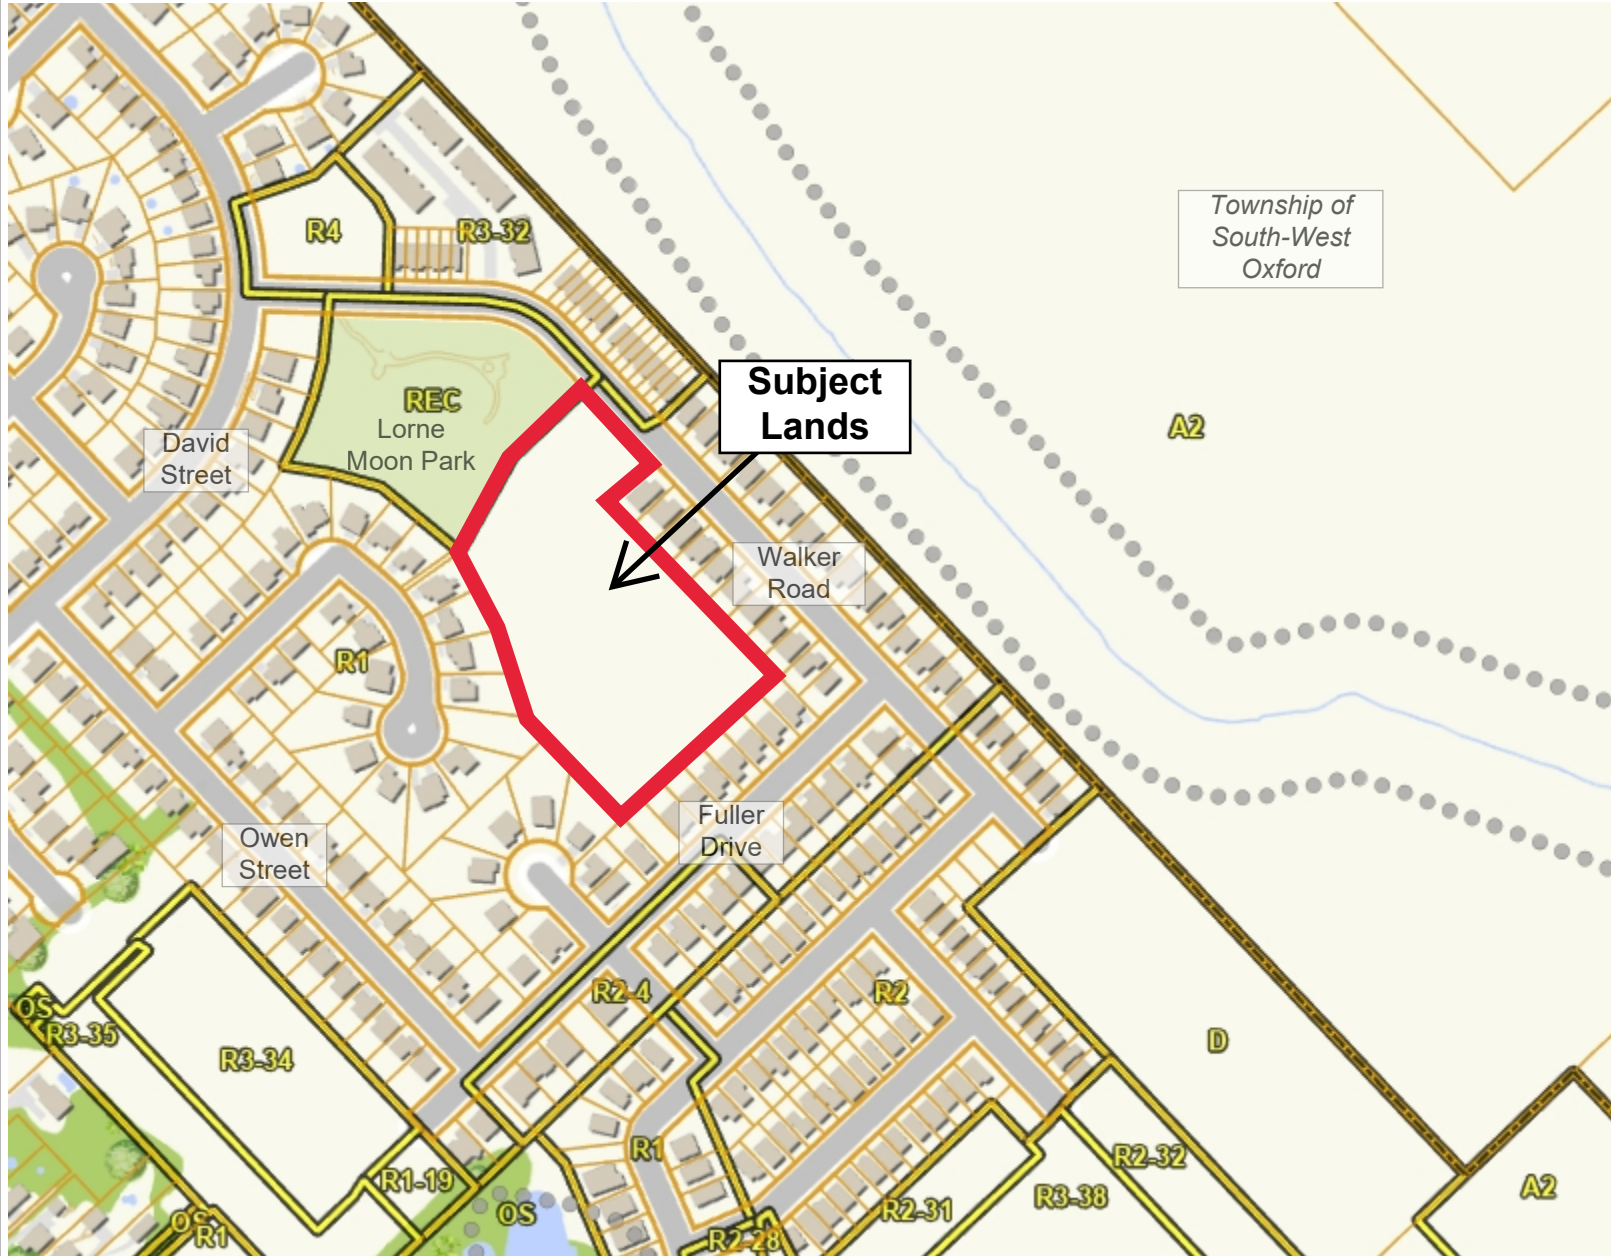 Township of
South-West
Oxford
R4
R3-32
Subject
Lands
REC
Lorne
Moon Park
A2
David
Street
Walker
Road
R1
Fuller
Drive
Owen
Street
R2-4
R2
OS
R3-35
R3-34
D
R1
R2-32
R1-19
R3-38
A2
R2-31
OS
OS
R1
R2-28